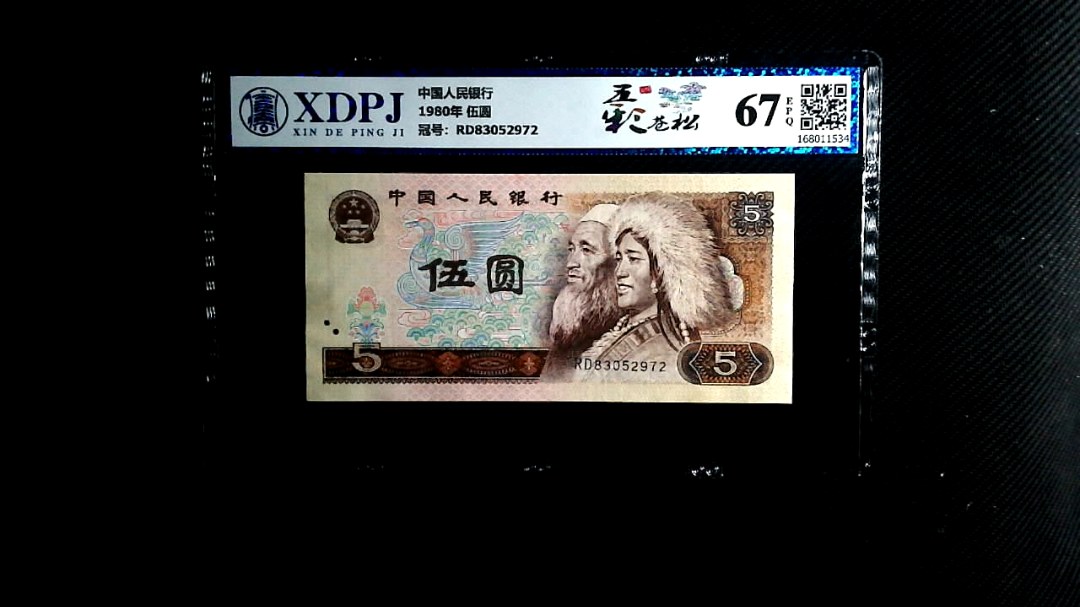 XDPJ
XIN DE PING JI
中国人民银行
1980年 伍圆
冠号：RD83052972
五彩苍松
67
EPQ
168011534
中国人民银行
5
伍圆
5
RD83052972
5